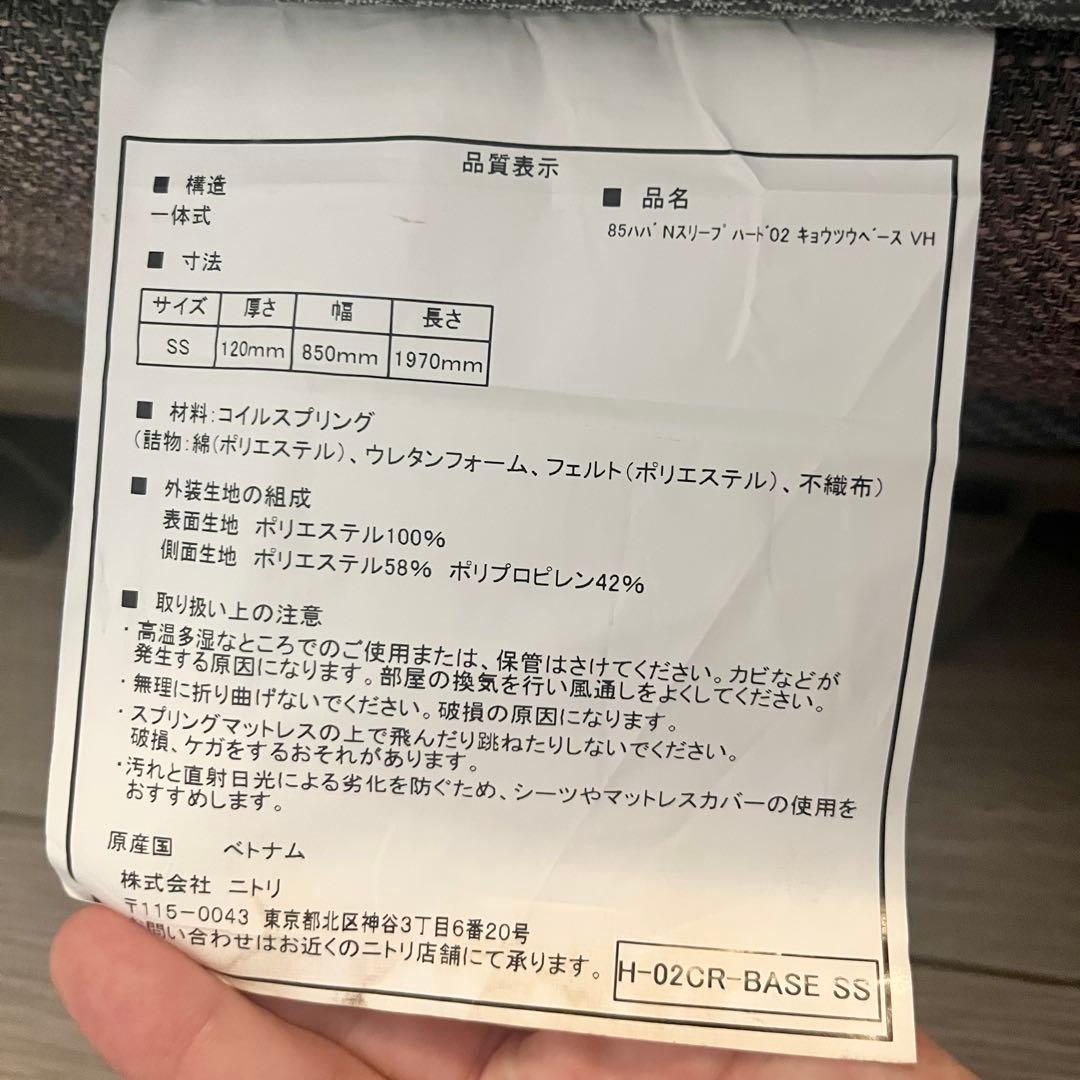 品質表示
■ 構造
一体式
■ 品名
85ﾊﾊﾞNｽﾘｰﾌﾟﾊｰﾄﾞ02 ｷｮｳﾂｳﾍﾞｰｽ VH
■ 寸法
サイズ 厚さ 幅 長さ
SS 120mm 850mm 1970mm
■ 材料:コイルスプリング
(詰物:綿(ポリエステル)、ウレタンフォーム、フェルト(ポリエステル)、不織布)
■ 外装生地の組成
表面生地 ポリエステル100%
側面生地 ポリエステル58% ポリプロピレン42%
■ 取り扱い上の注意
・高温多湿なところでのご使用または、保管はさけてください。カビなどが
発生する原因になります。部屋の換気を行い風通しをよくしてください。
・無理に折り曲げないでください。破損の原因になります。
・スプリングマットレスの上で飛んだり跳ねたりしないでください。
破損、ケガをするおそれがあります。
・汚れと直射日光による劣化を防ぐため、シーツやマットレスカバーの使用を
おすすめします。
原産国 ベトナム
株式会社 ニトリ
〒115-0043 東京都北区神谷3丁目6番20号
問い合わせはお近くのニトリ店舗にて承ります。
H-02CR-BASE SS